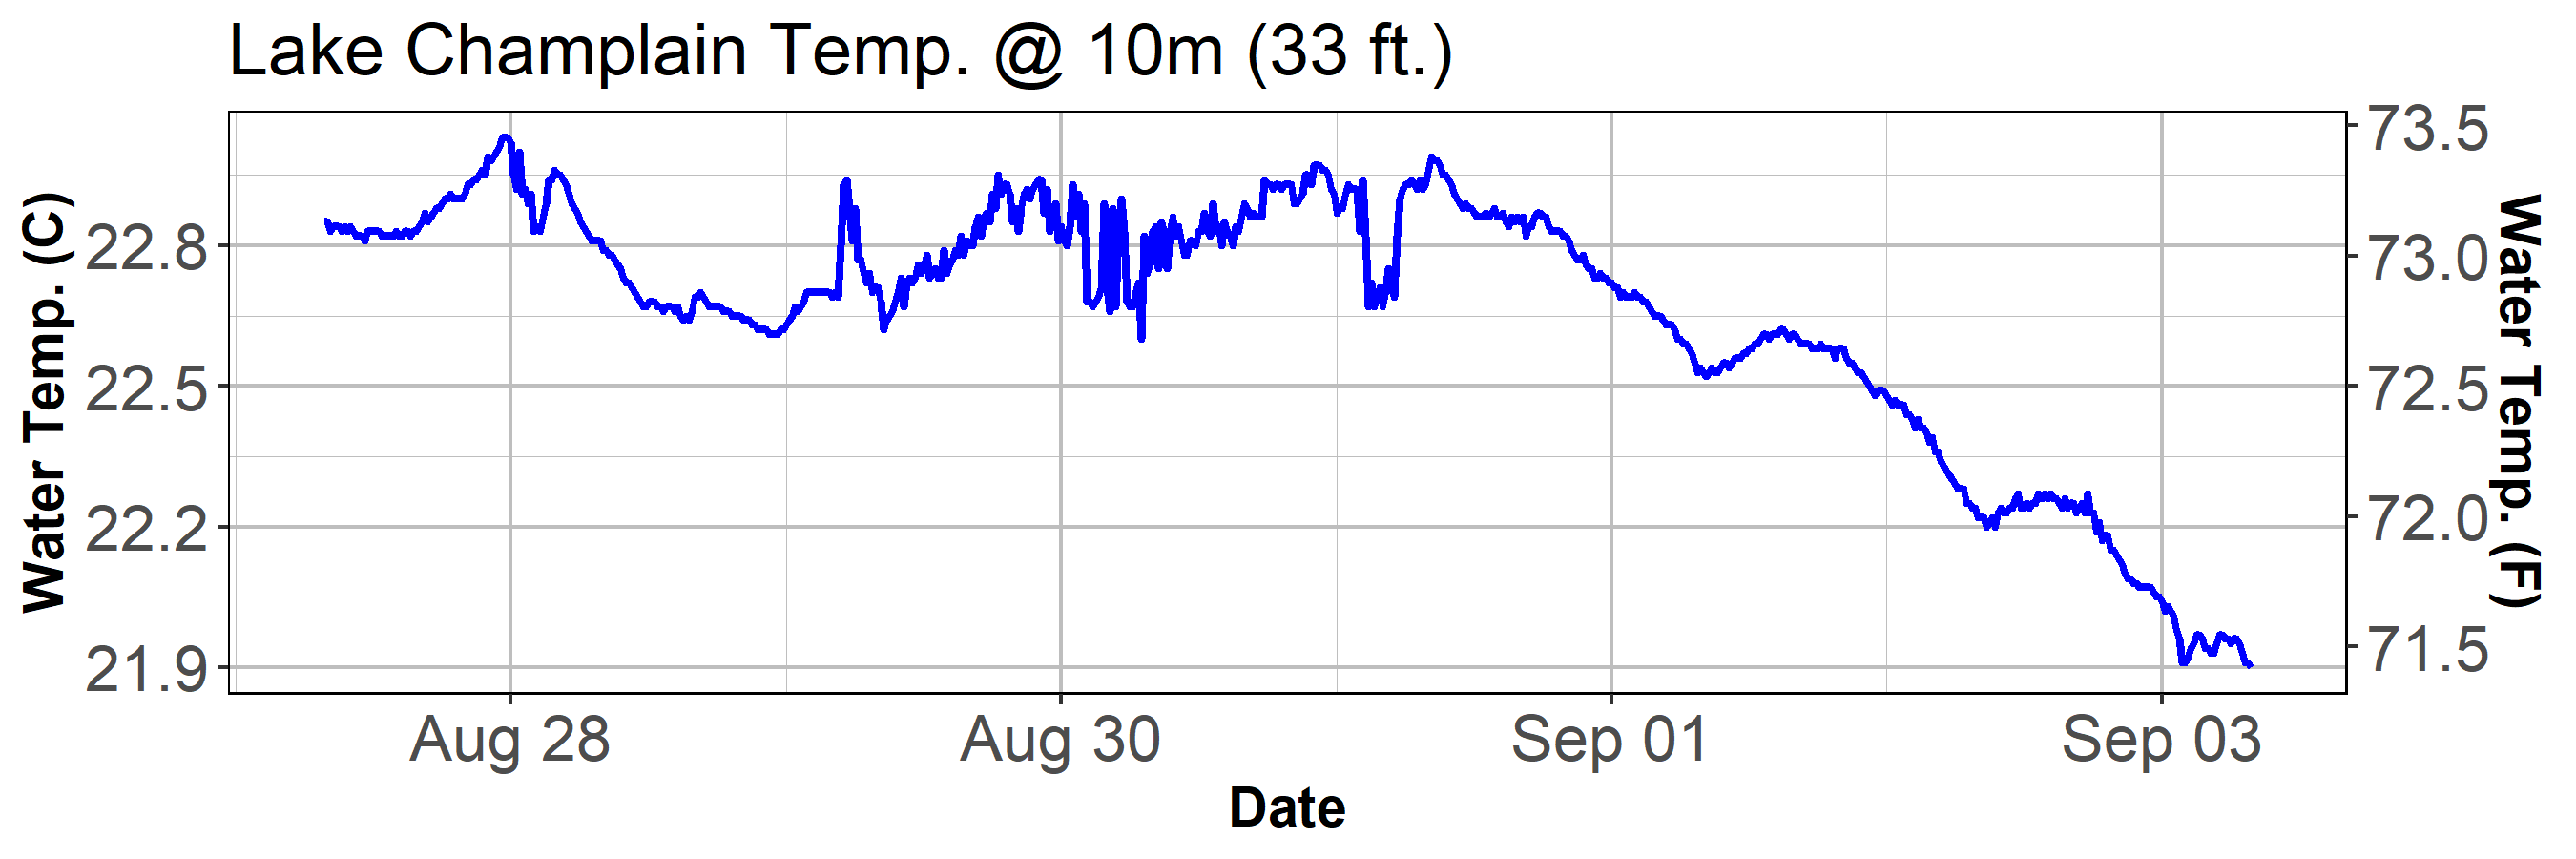 Lake Champlain Temp. @ 10m (33 ft.)
Water Temp. (C)
22.8
22.5
22.2
21.9
73.5
73.0
72.5
72.0
71.5
Water Temp. (F)
Aug 28
Aug 30
Sep 01
Sep 03
Date